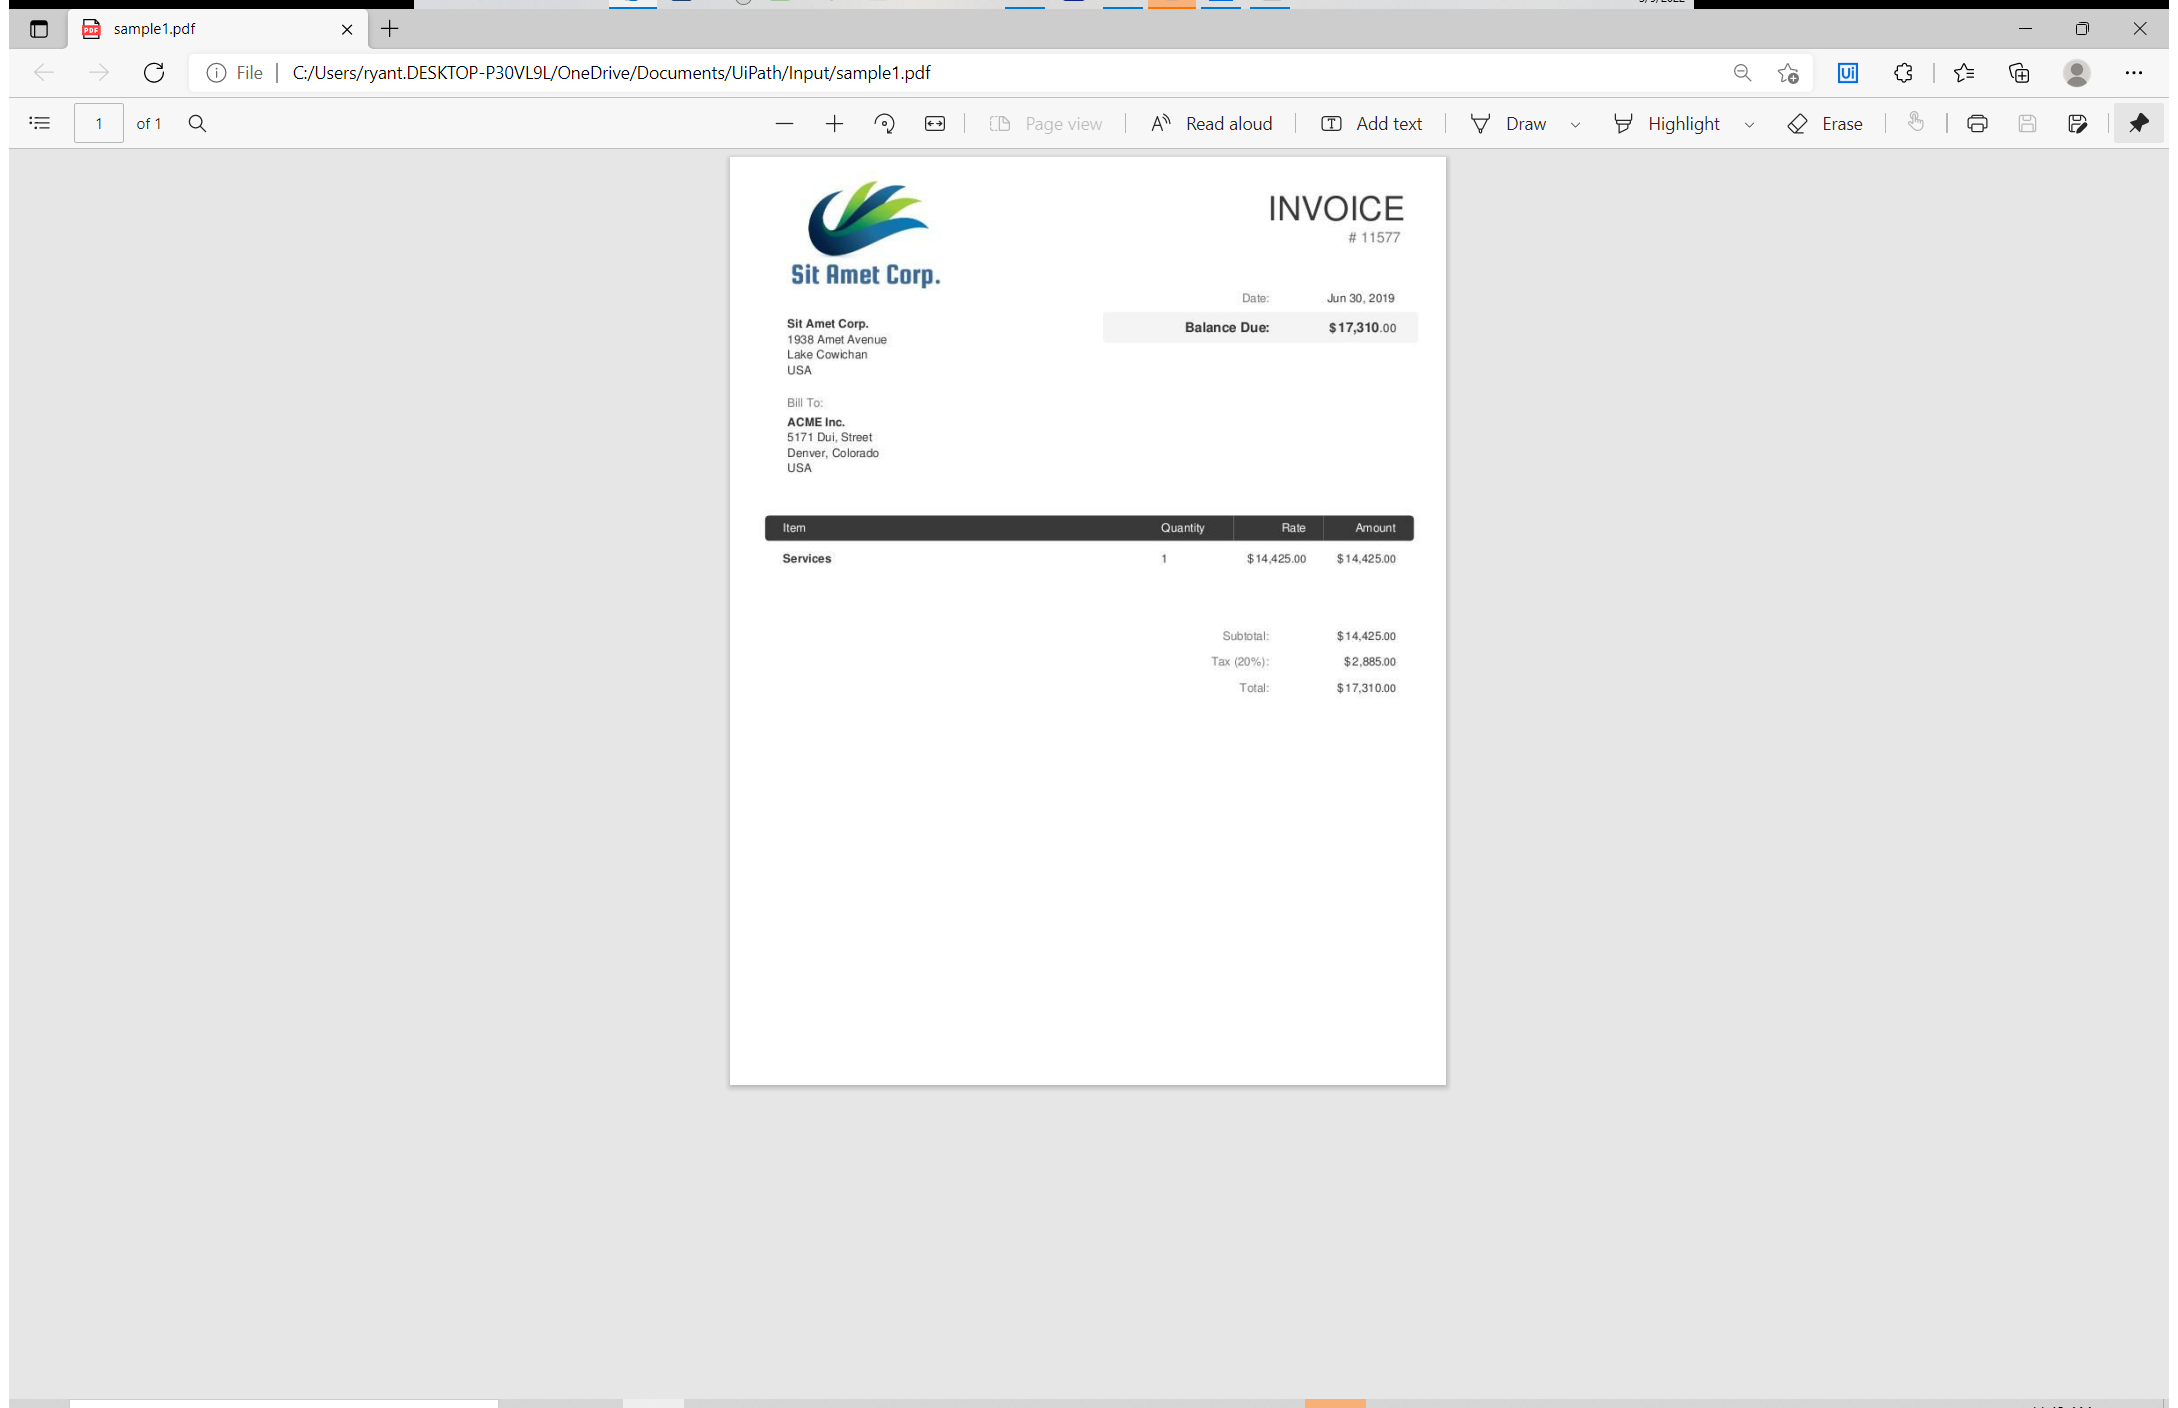 sample1.pdf
File
C:/Users/ryant.DESKTOP-P30VL9L/OneDrive/Documents/UiPath/Input/sample1.pdf
Ui
1 of 1
Page view
Read aloud
Add text
Draw
Highlight
Erase
Sit Amet Corp.
INVOICE
# 11577
Date: Jun 30, 2019
Balance Due: $17,310.00
Sit Amet Corp.
1938 Amet Avenue
Lake Cowichan
USA
Bill To:
ACME Inc.
5171 Dui, Street
Denver, Colorado
USA
Item Quantity Rate Amount
Services 1 $14,425.00 $14,425.00
Subtotal: $14,425.00
Tax (20%): $2,885.00
Total: $17,310.00